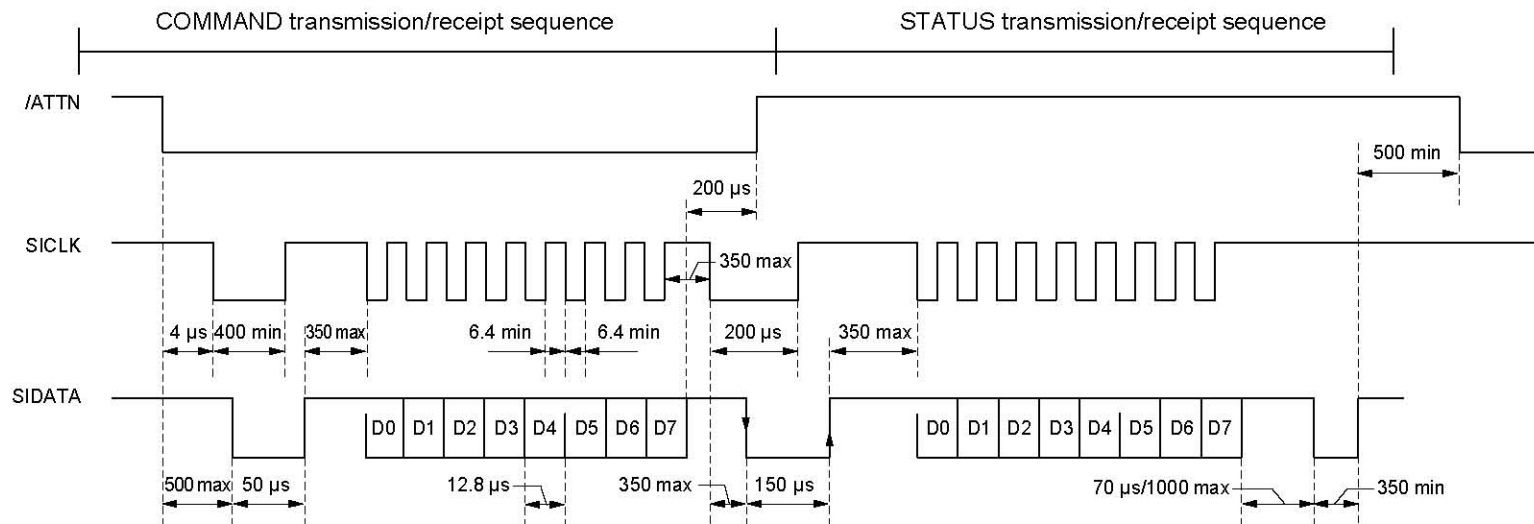 COMMAND transmission/receipt sequence
STATUS transmission/receipt sequence
/ATTN
500 min
200 µs
SICLK
350 max
4 µs
400 min
350 max
6.4 min
6.4 min
200 µs
350 max
SIDATA
D0 D1 D2 D3 D4 D5 D6 D7
D0 D1 D2 D3 D4 D5 D6 D7
500 max
50 µs
12.8 µs
350 max
150 µs
70 µs/1000 max
350 min